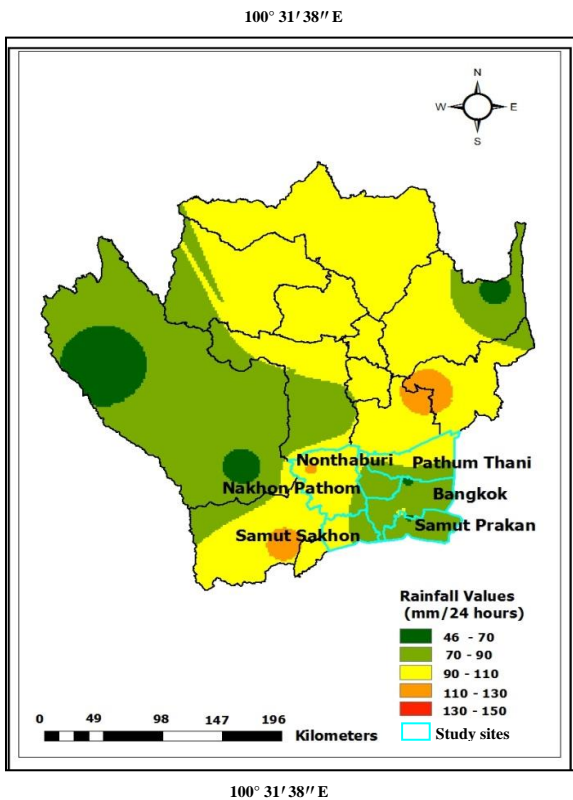 100° 31′ 38″ E
N
W E
S
Nonthaburi
Pathum Thani
Nakhon Pathom
Bangkok
Samut Prakan
Samut Sakhon
Rainfall Values
(mm/24 hours)
46 - 70
70 - 90
90 - 110
110 - 130
130 - 150
Study sites
0 49 98 147 196
Kilometers
100° 31′ 38″ E